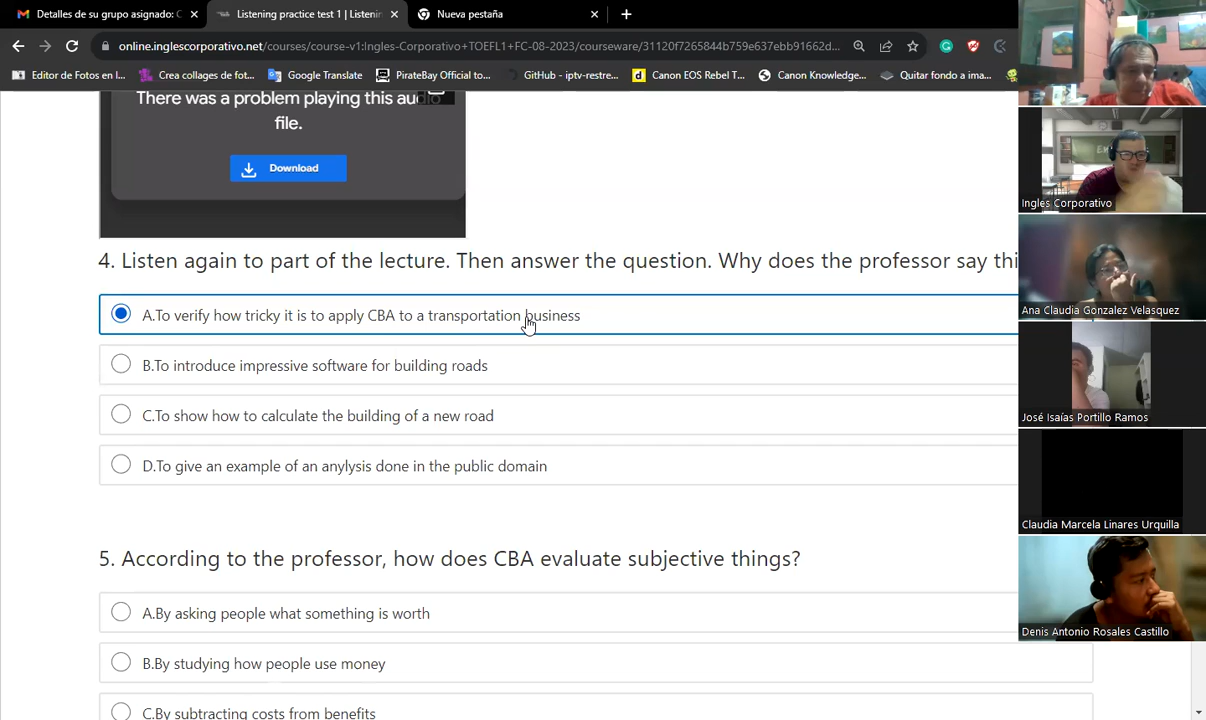 Detalles de su grupo asignado: C
Listening practice test 1 | Listenin
Nueva pestaña
online.inglescorporativo.net/courses/course-v1:Ingles-Corporativo+TOEFL1+FC-08-2023/courseware/31120f7265844b759e637ebb91662d...
Editor de Fotos en l...
Crea collages de fot...
Google Translate
PirateBay Official to...
GitHub - iptv-restre...
Canon EOS Rebel T...
Canon Knowledge...
Quitar fondo a ima...
There was a problem playing this audio
file.
Download
4. Listen again to part of the lecture. Then answer the question. Why does the professor say thi
A.To verify how tricky it is to apply CBA to a transportation business
B.To introduce impressive software for building roads
C.To show how to calculate the building of a new road
D.To give an example of an anylysis done in the public domain
5. According to the professor, how does CBA evaluate subjective things?
A.By asking people what something is worth
B.By studying how people use money
C.By subtracting costs from benefits
Ingles Corporativo
Ana Claudia Gonzalez Velasquez
José Isaías Portillo Ramos
Claudia Marcela Linares Urquilla
Denis Antonio Rosales Castillo